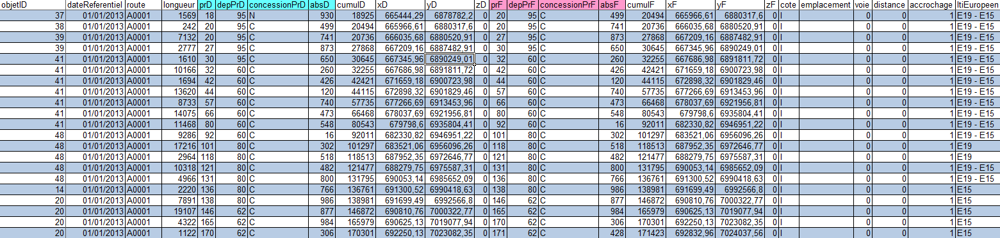 objetID dateReferentiel route longueur prD depPrD concessionPrD absD cumulD xD yD zD prF depPrF concessionPrF absF cumulF xF yF zF cote emplacement voie distance accrochage ItiEuropeen
37 01/01/2013 A0001 1569 18 95 N 930 18925 665444,29 6878782,2 0 20 95 C 499 20494 665966,61 6880317,6 0 I 0 0 1 E19 - E15
38 01/01/2013 A0001 242 20 95 C 499 20494 665966,61 6880317,6 0 20 95 C 741 20736 666035,68 6880520,91 0 I 0 0 1 E19 - E15
39 01/01/2013 A0001 7132 20 95 C 741 20736 666035,68 6880520,91 0 27 95 C 873 27868 667209,16 6887482,91 0 I 0 0 1 E19 - E15
39 01/01/2013 A0001 2777 27 95 C 873 27868 667209,16 6887482,91 0 30 95 C 650 30645 667345,96 6890249,01 0 I 0 0 1 E19 - E15
41 01/01/2013 A0001 1610 30 95 C 650 30645 667345,96 6890249,01 0 32 60 C 260 32255 667686,98 6891811,72 0 I 0 0 1 E19 - E15
41 01/01/2013 A0001 10166 32 60 C 260 32255 667686,98 6891811,72 0 42 60 C 426 42421 671659,18 6900723,98 0 I 0 0 1 E19 - E15
41 01/01/2013 A0001 1694 42 60 C 426 42421 671659,18 6900723,98 0 44 60 C 120 44115 672898,32 6901829,46 0 I 0 0 1 E19 - E15
41 01/01/2013 A0001 13620 44 60 C 120 44115 672898,32 6901829,46 0 57 60 C 740 57735 677266,69 6913453,96 0 I 0 0 1 E19 - E15
41 01/01/2013 A0001 8733 57 60 C 740 57735 677266,69 6913453,96 0 66 60 C 473 66468 678037,69 6921956,81 0 I 0 0 1 E19 - E15
41 01/01/2013 A0001 14075 66 60 C 473 66468 678037,69 6921956,81 0 80 60 C 548 80543 679798,6 6935804,41 0 I 0 0 1 E19 - E15
41 01/01/2013 A0001 11468 80 60 C 548 80543 679798,6 6935804,41 0 92 60 C 16 92011 682330,82 6946951,22 0 I 0 0 1 E19 - E15
48 01/01/2013 A0001 9286 92 60 C 16 92011 682330,82 6946951,22 0 101 80 C 302 101297 683521,06 6956096,26 0 I 0 0 1 E19 - E15
48 01/01/2013 A0001 17216 101 80 C 302 101297 683521,06 6956096,26 0 118 80 C 518 118513 687952,35 6972646,77 0 I 0 0 1 E19
48 01/01/2013 A0001 2964 118 80 C 518 118513 687952,35 6972646,77 0 121 80 C 482 121477 688279,75 6975587,31 0 I 0 0 1 E19
48 01/01/2013 A0001 10318 121 80 C 482 121477 688279,75 6975587,31 0 131 80 C 800 131795 690053,14 6985652,09 0 I 0 0 1 E19 - E15
48 01/01/2013 A0001 4966 131 80 C 800 131795 690053,14 6985652,09 0 136 80 C 766 136761 691300,52 6990418,63 0 I 0 0 1 E19 - E15
14 01/01/2013 A0001 2220 136 80 C 766 136761 691300,52 6990418,63 0 138 80 C 986 138981 691699,49 6992566,8 0 I 0 0 1 E15
20 01/01/2013 A0001 7891 138 80 C 986 138981 691699,49 6992566,8 0 146 62 C 877 146872 690810,76 7000322,77 0 I 0 0 1 E15
20 01/01/2013 A0001 19107 146 62 C 877 146872 690810,76 7000322,77 0 165 62 C 984 165979 690625,13 7019077,94 0 I 0 0 1 E15
20 01/01/2013 A0001 4322 165 62 C 984 165979 690625,13 7019077,94 0 170 62 C 306 170301 692250,13 7023082,35 0 I 0 0 1 E15
20 01/01/2013 A0001 1122 170 62 C 306 170301 692250,13 7023082,35 0 171 62 C 428 171423 692832,96 7024037,56 0 I 0 0 1 E15